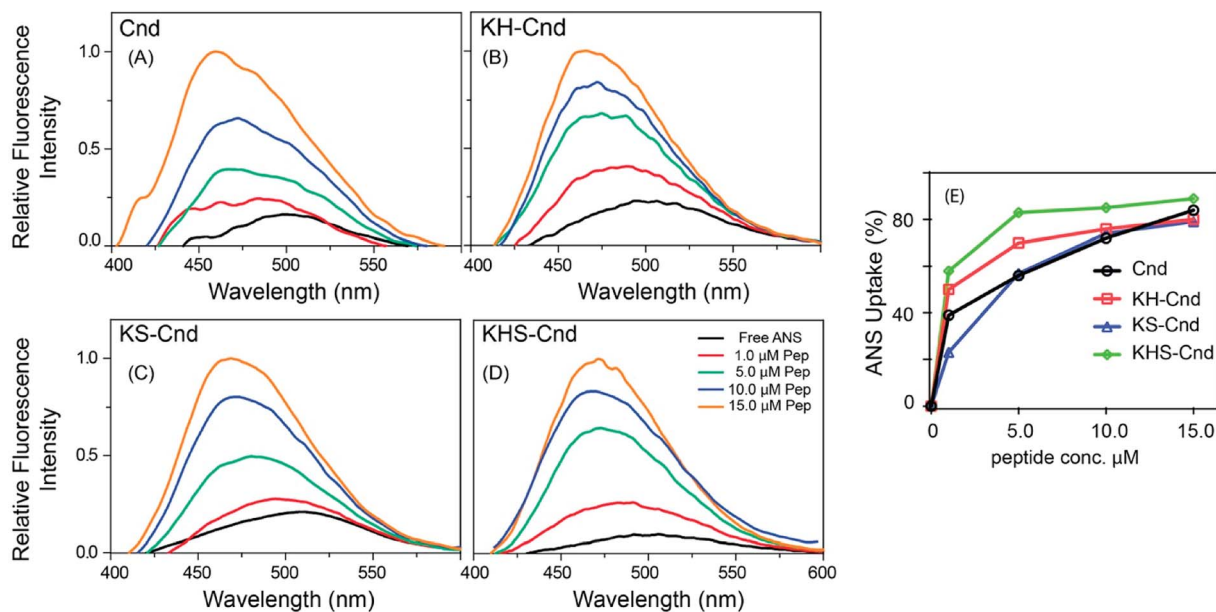 Cnd
(A)
Relative Fluorescence
Intensity
1.0
0.5
0.0
400 450 500 550
Wavelength (nm)
KH-Cnd
(B)
400 450 500 550
Wavelength (nm)
KS-Cnd
(C)
Relative Fluorescence
Intensity
1.0
0.5
0.0
400 450 500 550
Wavelength (nm)
KHS-Cnd
(D)
Free ANS
1.0 µM Pep
5.0 µM Pep
10.0 µM Pep
15.0 µM Pep
400 450 500 550 600
Wavelength (nm)
(E)
ANS Uptake (%)
80
40
0
Cnd
KH-Cnd
KS-Cnd
KHS-Cnd
0 5.0 10.0 15.0
peptide conc. µM